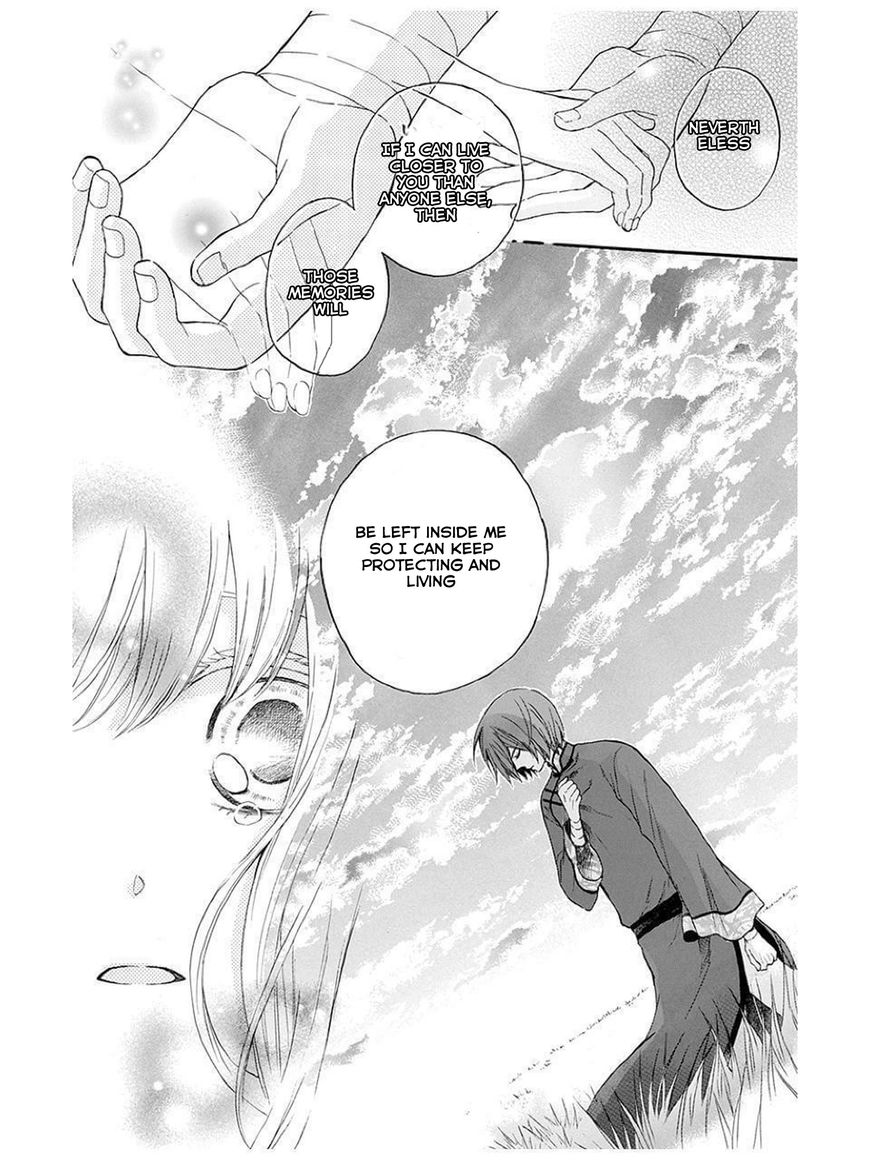 NEVERTH
ELESS
IF I CAN LIVE
CLOSER TO
YOU THAN
ANYONE ELSE,
THEN
THOSE
MEMORIES
WILL
BE LEFT INSIDE ME
SO I CAN KEEP
PROTECTING AND
LIVING